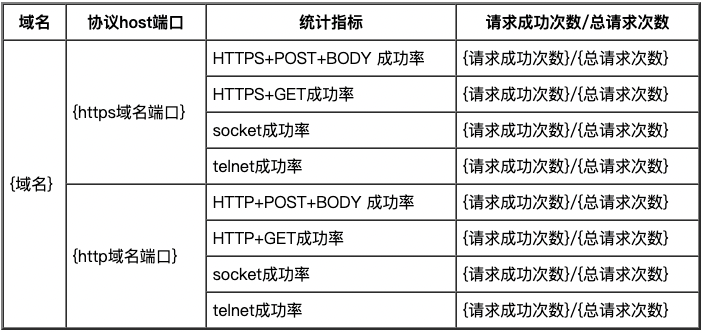 域名 协议host端口 统计指标 请求成功次数/总请求次数
HTTPS+POST+BODY 成功率 {请求成功次数}/{总请求次数}
HTTPS+GET成功率 {请求成功次数}/{总请求次数}
{https域名端口}
socket成功率 {请求成功次数}/{总请求次数}
telnet成功率 {请求成功次数}/{总请求次数}
{域名}
HTTP+POST+BODY 成功率 {请求成功次数}/{总请求次数}
HTTP+GET成功率 {请求成功次数}/{总请求次数}
{http域名端口}
socket成功率 {请求成功次数}/{总请求次数}
telnet成功率 {请求成功次数}/{总请求次数}